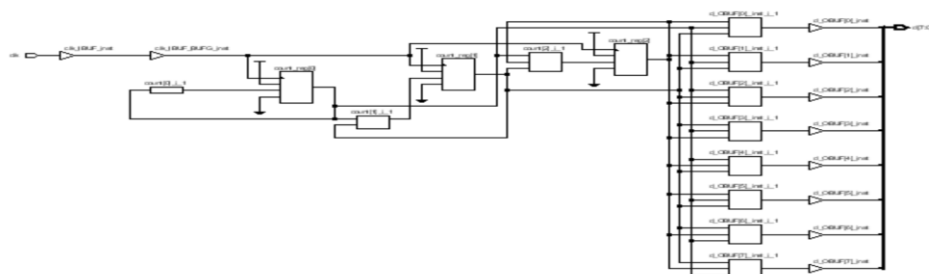 clk
clk_IBUF_inst
clk_IBUF_BUFG_inst
count[0]_i_1
count_reg[0]
count[1]_i_1
count_reg[1]
count[2]_i_1
count_reg[2]
d_OBUF[0]_inst_i_1
d_OBUF[0]_inst
d_OBUF[1]_inst_i_1
d_OBUF[1]_inst
d_OBUF[2]_inst_i_1
d_OBUF[2]_inst
d_OBUF[3]_inst_i_1
d_OBUF[3]_inst
d_OBUF[4]_inst_i_1
d_OBUF[4]_inst
d_OBUF[5]_inst_i_1
d_OBUF[5]_inst
d_OBUF[6]_inst_i_1
d_OBUF[6]_inst
d_OBUF[7]_inst_i_1
d_OBUF[7]_inst